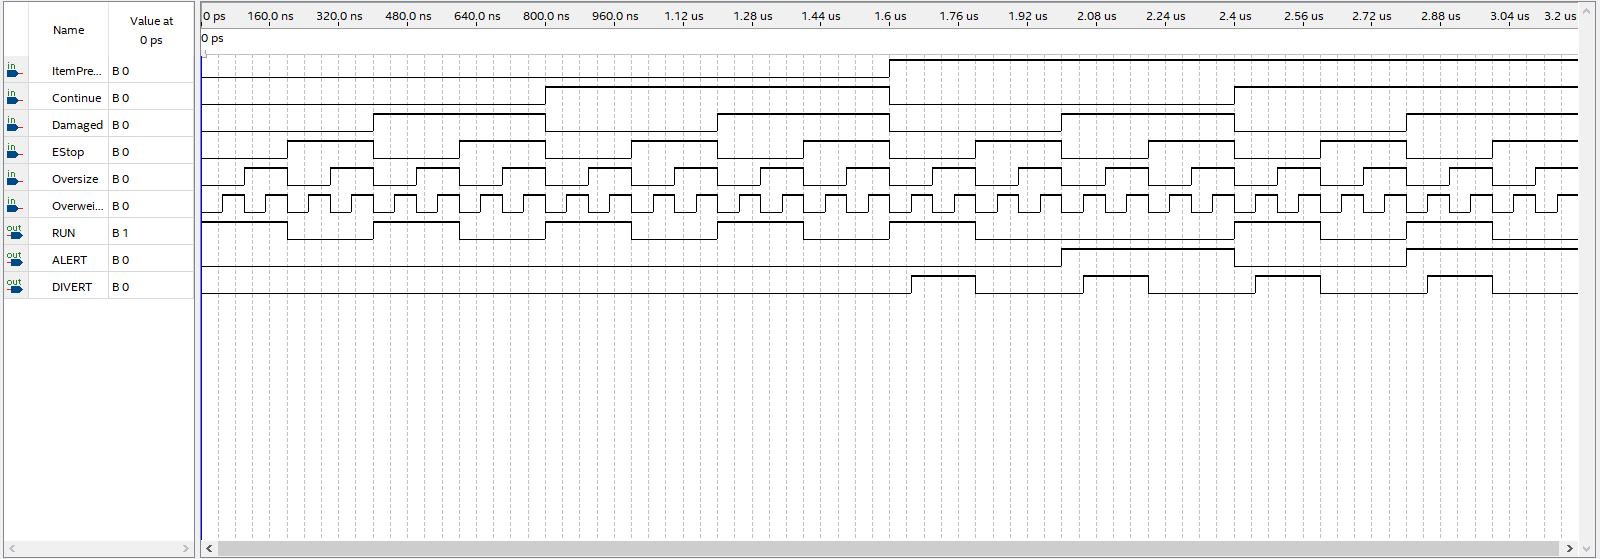 Name
Value at
0 ps
0 ps 160.0 ns 320.0 ns 480.0 ns 640.0 ns 800.0 ns 960.0 ns 1.12 us 1.28 us 1.44 us 1.6 us 1.76 us 1.92 us 2.08 us 2.24 us 2.4 us 2.56 us 2.72 us 2.88 us 3.04 us 3.2 us
0 ps
in ItemPre... B 0
in Continue B 0
in Damaged B 0
in EStop B 0
in Oversize B 0
in Overwei... B 0
out RUN B 1
out ALERT B 0
out DIVERT B 0